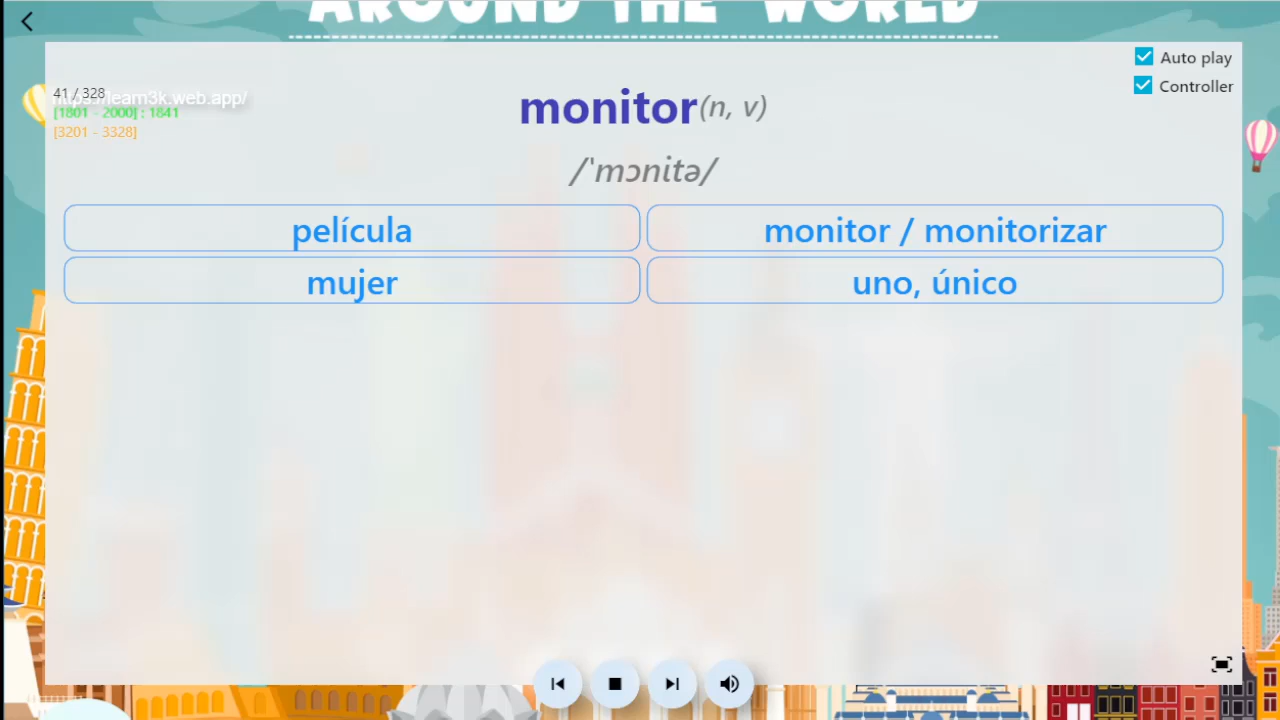 AROUND THE WORLD
Auto play
Controller
41 / 328
https://learn3k.web.app/
[1801 - 2000] : 1841
[3201 - 3328]
monitor(n, v)
/'mɔnitə/
película
monitor / monitorizar
mujer
uno, único